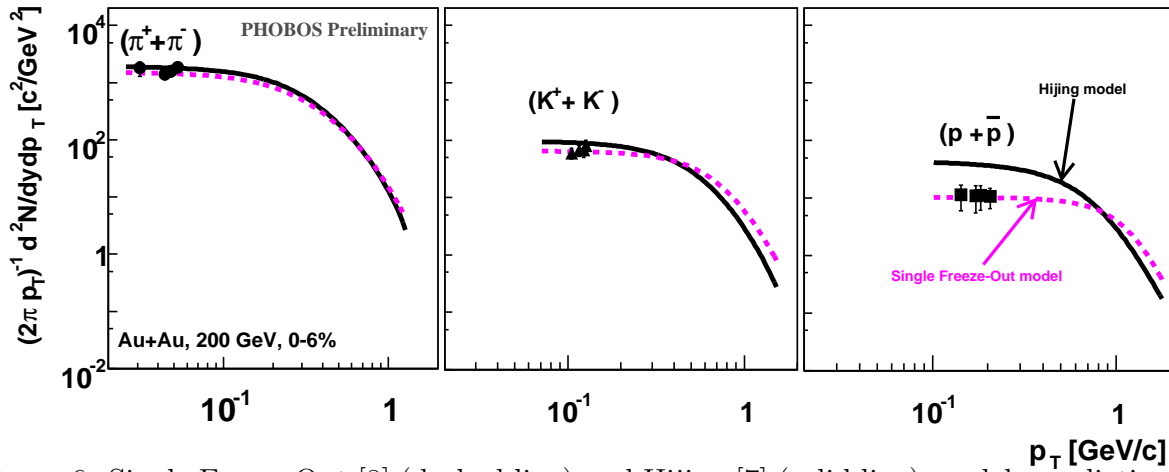 (2π p_T)^-1 d^2N/dydp_T [c^2/GeV^2]
10^4
10^2
1
10^-2
(π^+ + π^-)
PHOBOS Preliminary
Au+Au, 200 GeV, 0-6%
10^-1 1
(K^+ + K^-)
10^-1 1
(p + p̅)
Hijing model
Single Freeze-Out model
10^-1 1
p_T [GeV/c]